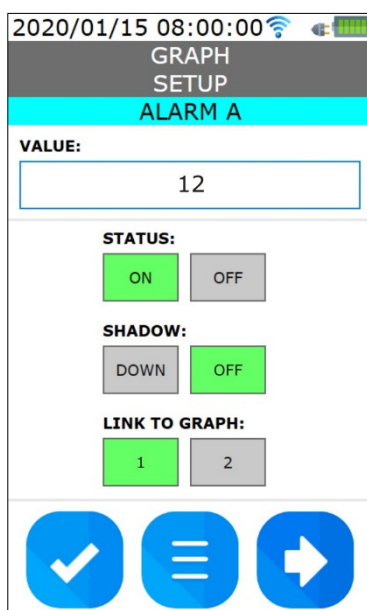 2020/01/15 08:00:00
GRAPH
SETUP
ALARM A
VALUE:
12
STATUS:
ON OFF
SHADOW:
DOWN OFF
LINK TO GRAPH:
1 2